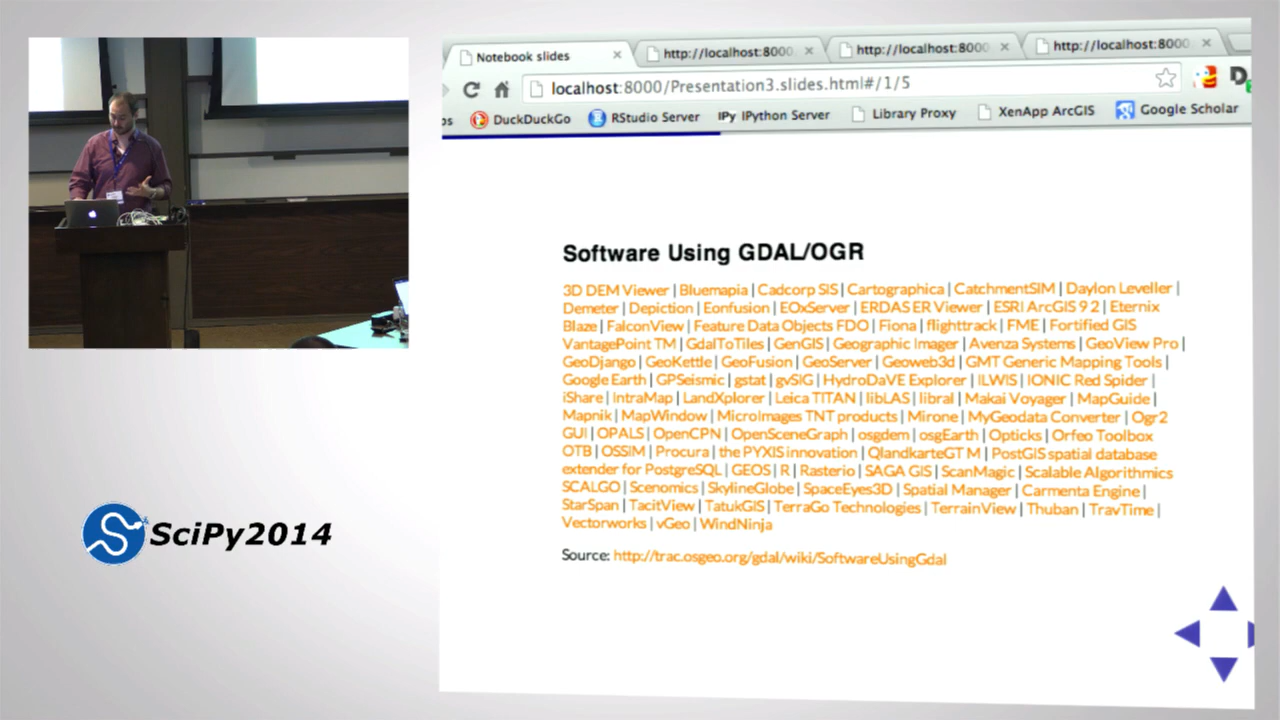 Notebook slides
http://localhost:8000
http://localhost:8000
http://localhost:8000
localhost:8000/Presentation3.slides.html#/1/5
os
DuckDuckGo
RStudio Server
IPy IPython Server
Library Proxy
XenApp ArcGIS
Google Scholar
Software Using GDAL/OGR
3D DEM Viewer | Bluemapia | Cadcorp SIS | Cartographica | CatchmentSIM | Daylon Leveller |
Demeter | Depiction | Eonfusion | EOxServer | ERDAS ER Viewer | ESRI ArcGIS 9 2 | Eternix
Blaze | FalconView | Feature Data Objects FDO | Fiona | flighttrack | FME | Fortified GIS
VantagePoint TM | GdalToTiles | GenGIS | Geographic Imager | Avenza Systems | GeoView Pro |
GeoDjango | GeoKettle | GeoFusion | GeoServer | Geoweb3d | GMT Generic Mapping Tools |
Google Earth | GPSeismic | gstat | gvSIG | HydroDaVE Explorer | ILWIS | IONIC Red Spider |
iShare | IntraMap | LandXplorer | Leica TITAN | libLAS | libral | Makai Voyager | MapGuide |
Mapnik | MapWindow | MicroImages TNT products | Mirone | MyGeodata Converter | Ogr2
GUI | OPALS | OpenCPN | OpenSceneGraph | osgdem | osgEarth | Opticks | Orfeo Toolbox
OTB | OSSIM | Procura | the PYXIS innovation | QlandkarteGT M | PostGIS spatial database
extender for PostgreSQL | GEOS | R | Rasterio | SAGA GIS | ScanMagic | Scalable Algorithmics
SCALGO | Scenomics | SkylineGlobe | SpaceEyes3D | Spatial Manager | Carmenta Engine |
StarSpan | TacitView | TatukGIS | TerraGo Technologies | TerrainView | Thuban | TravTime |
Vectorworks | vGeo | WindNinja
Source: http://trac.osgeo.org/gdal/wiki/SoftwareUsingGdal
SciPy2014